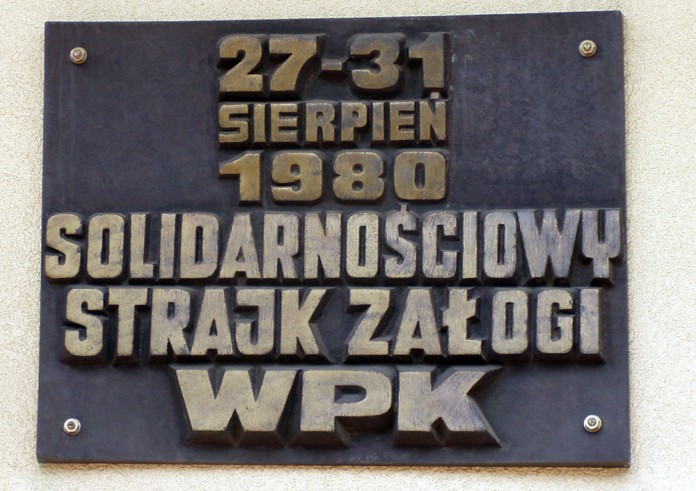 27-31
SIERPIEŃ
1980
SOLIDARNOŚCIOWY
STRAJK ZAŁOGI
WPK